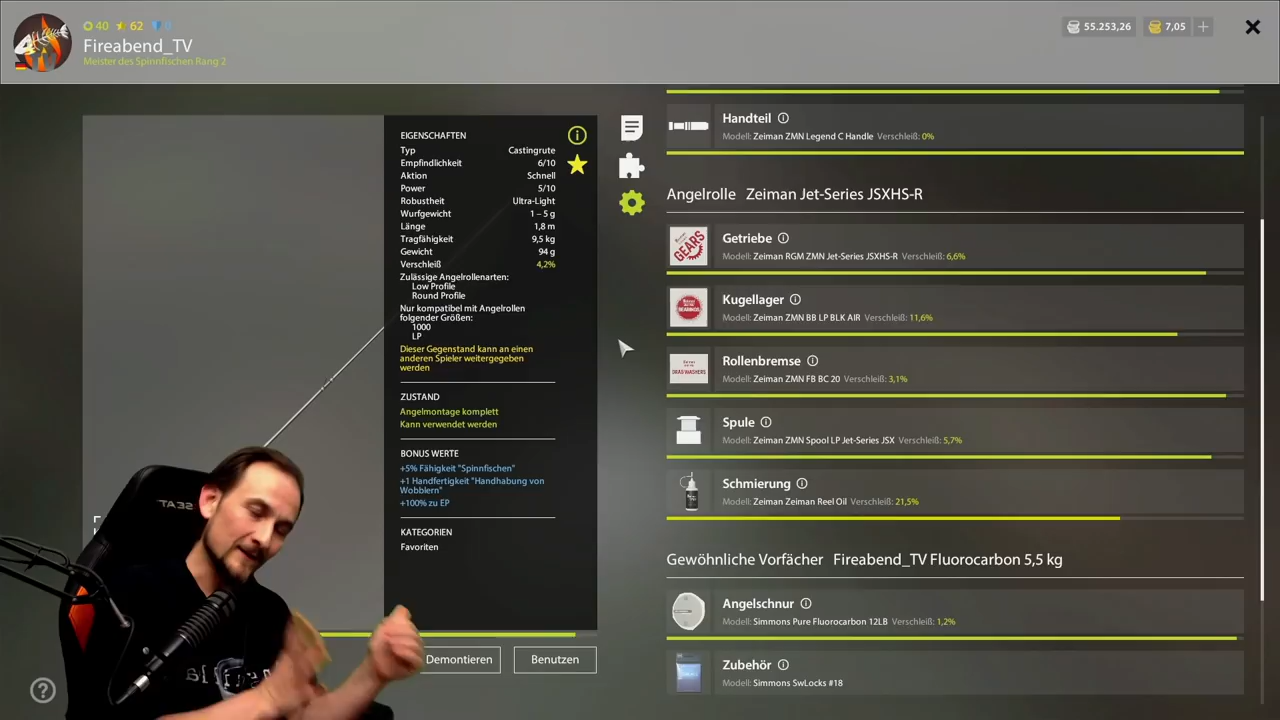 40 62 0
Fireabend_TV
Meister des Spinnfischen Rang 2
55.253,26
7,05 +
EIGENSCHAFTEN
Typ Castingrute
Empfindlichkeit 6/10
Aktion Schnell
Power 5/10
Robustheit Ultra-Light
Wurfgewicht 1 – 5 g
Länge 1,8 m
Tragfähigkeit 9,5 kg
Gewicht 94 g
Verschleiß 4,2%
Zulässige Angelrollenarten:
Low Profile
Round Profile
Nur kompatibel mit Angelrollen
folgender Größen:
1000
LP
Dieser Gegenstand kann an einen
anderen Spieler weitergegeben
werden
ZUSTAND
Angelmontage komplett
Kann verwendet werden
BONUS WERTE
+5% Fähigkeit "Spinnfischen"
+1 Handfertigkeit "Handhabung von
Wobblern"
+100% zu EP
KATEGORIEN
Favoriten
Demontieren
Benutzen
Handteil
Modell: Zeiman ZMN Legend C Handle Verschleiß: 0%
Angelrolle Zeiman Jet-Series JSXHS-R
GEARS
Getriebe
Modell: Zeiman RGM ZMN Jet-Series JSXHS-R Verschleiß: 6,6%
Kugellager
Modell: Zeiman ZMN BB LP BLK AIR Verschleiß: 11,6%
DRAG WASHERS
Rollenbremse
Modell: Zeiman ZMN FB BC 20 Verschleiß: 3,1%
Spule
Modell: Zeiman ZMN Spool LP Jet-Series JSX Verschleiß: 5,7%
Schmierung
Modell: Zeiman Zeiman Reel Oil Verschleiß: 21,5%
Gewöhnliche Vorfächer Fireabend_TV Fluorocarbon 5,5 kg
Angelschnur
Modell: Simmons Pure Fluorocarbon 12LB Verschleiß: 1,2%
Zubehör
Modell: Simmons SwLocks #18
SEAT
?